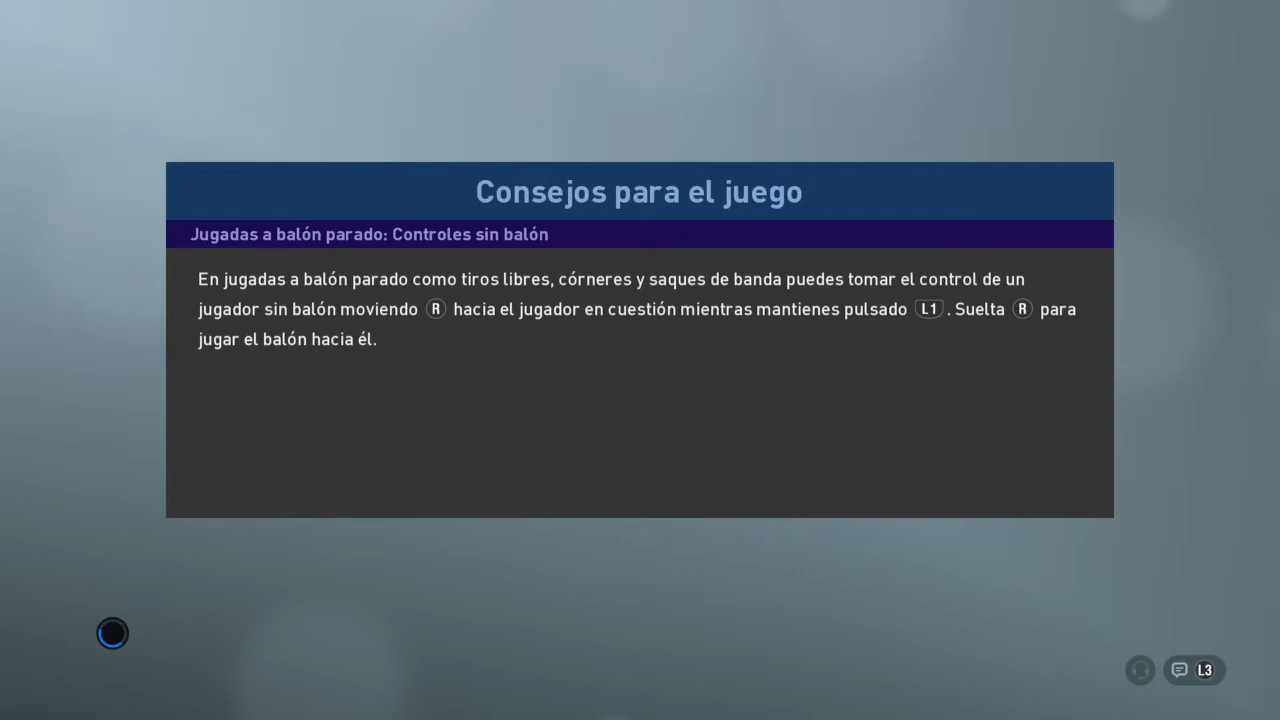 Consejos para el juego
Jugadas a balón parado: Controles sin balón
En jugadas a balón parado como tiros libres, córneres y saques de banda puedes tomar el control de un
jugador sin balón moviendo R hacia el jugador en cuestión mientras mantienes pulsado L1. Suelta R para
jugar el balón hacia él.
L3